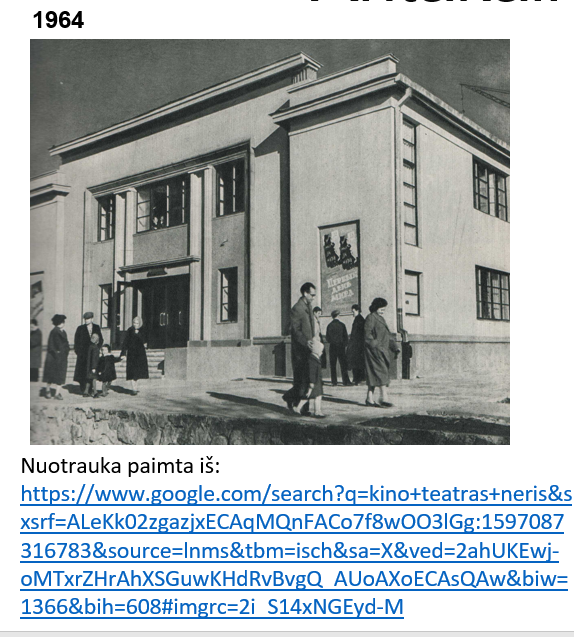 1964
Nuotrauka paimta iš:
https://www.google.com/search?q=kino+teatras+neris&s
xsrf=ALeKk02zgazjxECAqMQnFACo7f8wOO3lGg:1597087
316783&source=lnms&tbm=isch&sa=X&ved=2ahUKEwj-
oMTxrZHrAhXSGuwKHdRvBvgQ_AUoAXoECAsQAw&biw=
1366&bih=608#imgrc=2i_S14xNGEyd-M